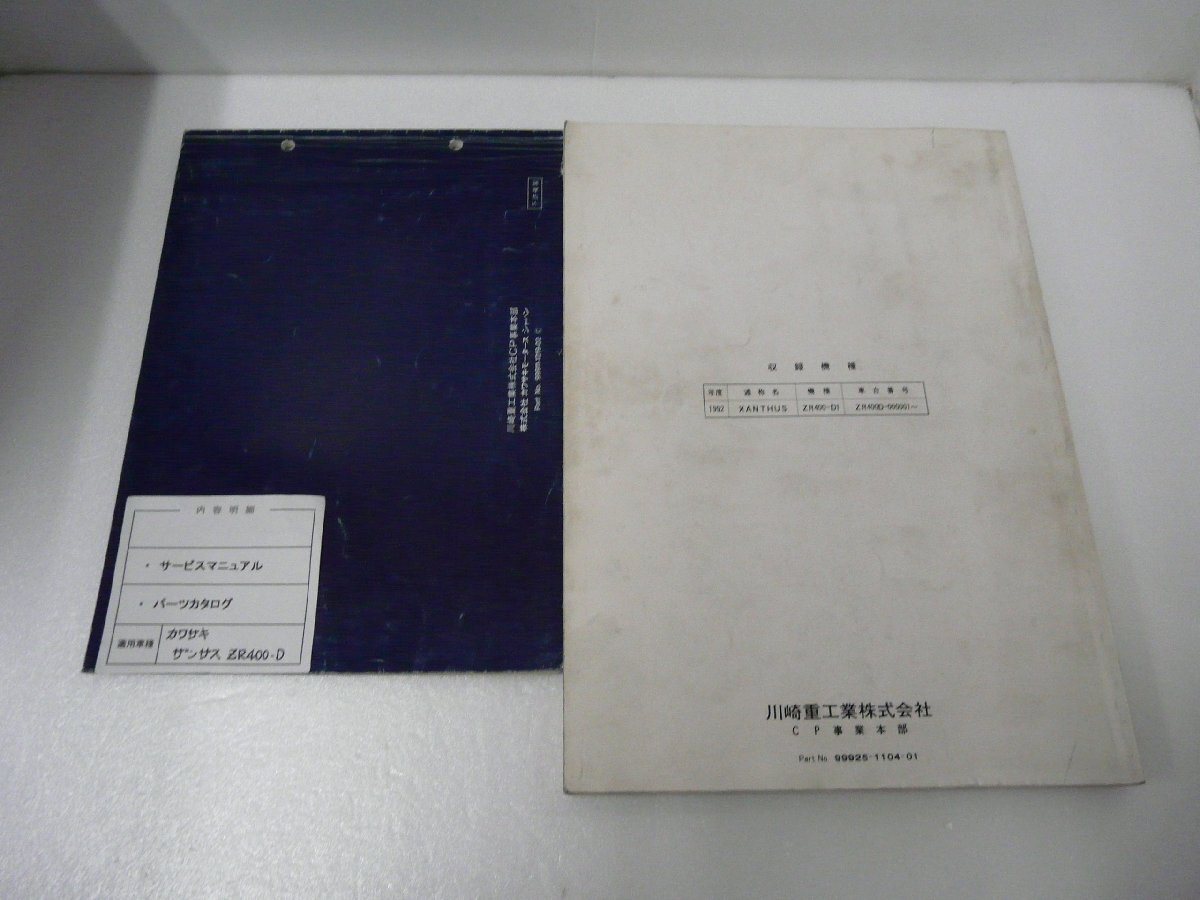 川崎重工業株式会社CP事業本部
株式会社カワサキモータース ジャパン
Part No.
内容明細
・サービスマニュアル
・パーツカタログ
適用車種
カワサキ
ザンザス ZR400-D
収録機種
年度 通称名 機種 車台番号
1992 XANTHUS ZR400-D1 ZR400D-000001〜
川崎重工業株式会社
CP事業本部
Part No 99925-1104-01